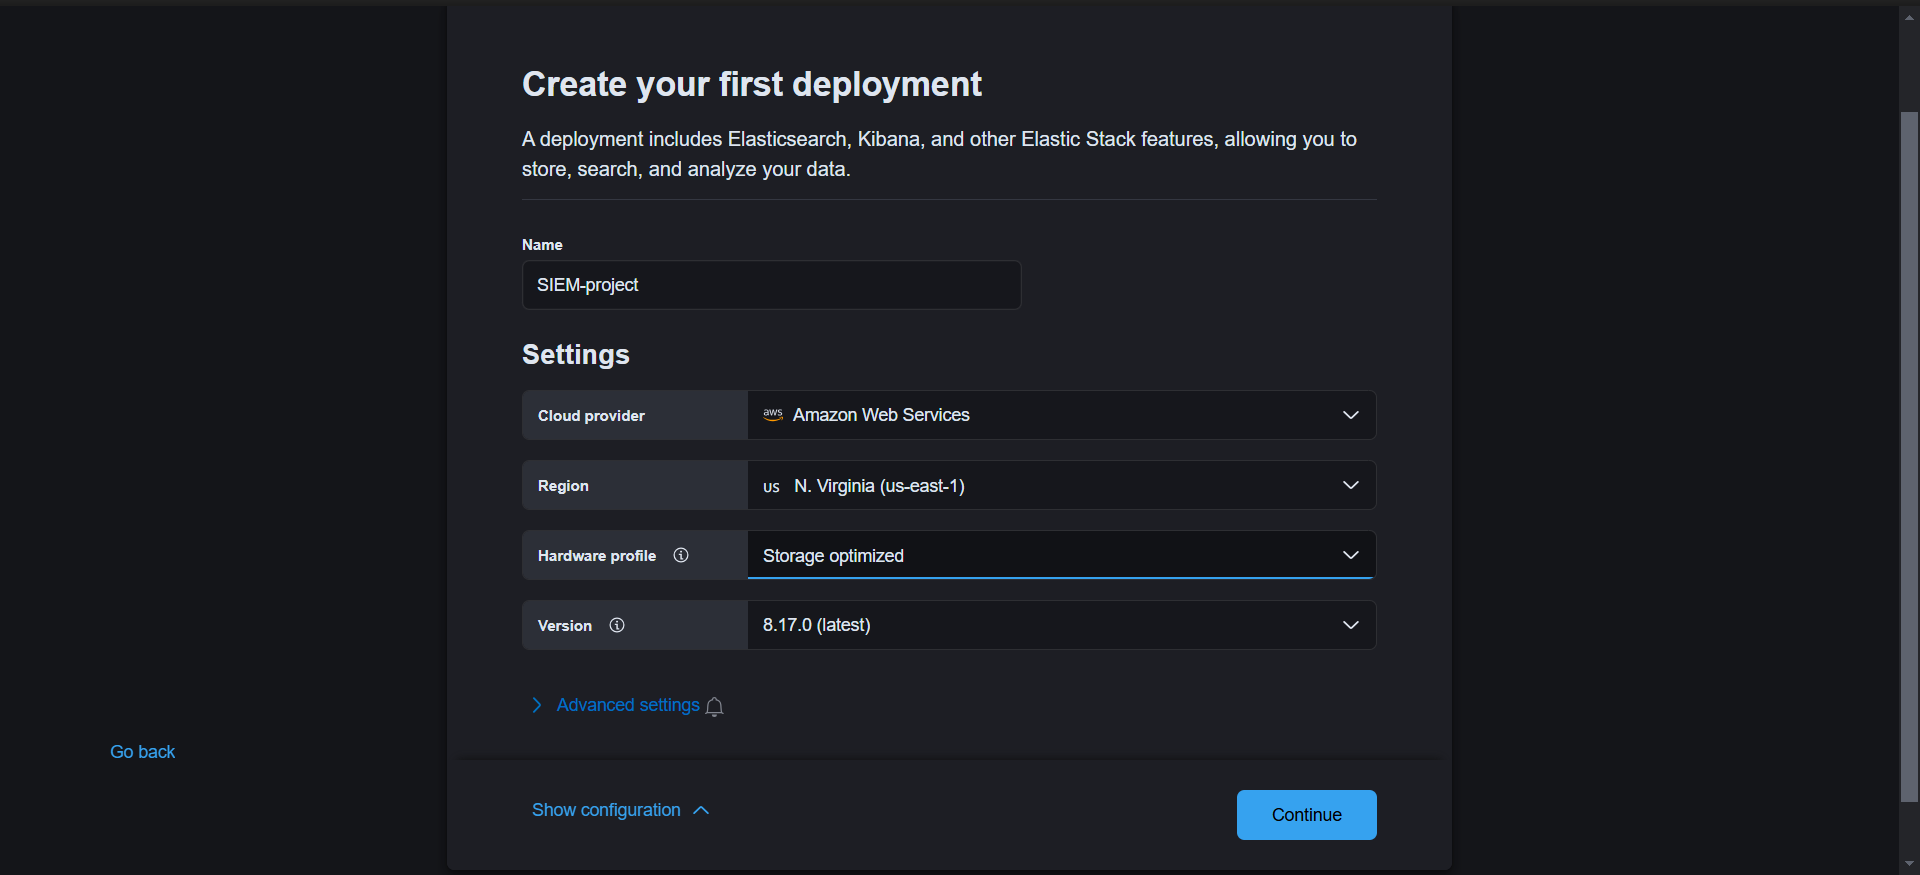 Create your first deployment
A deployment includes Elasticsearch, Kibana, and other Elastic Stack features, allowing you to
store, search, and analyze your data.
Name
SIEM-project
Settings
Cloud provider
aws Amazon Web Services
Region
US N. Virginia (us-east-1)
Hardware profile
Storage optimized
Version
8.17.0 (latest)
Advanced settings
Go back
Show configuration
Continue